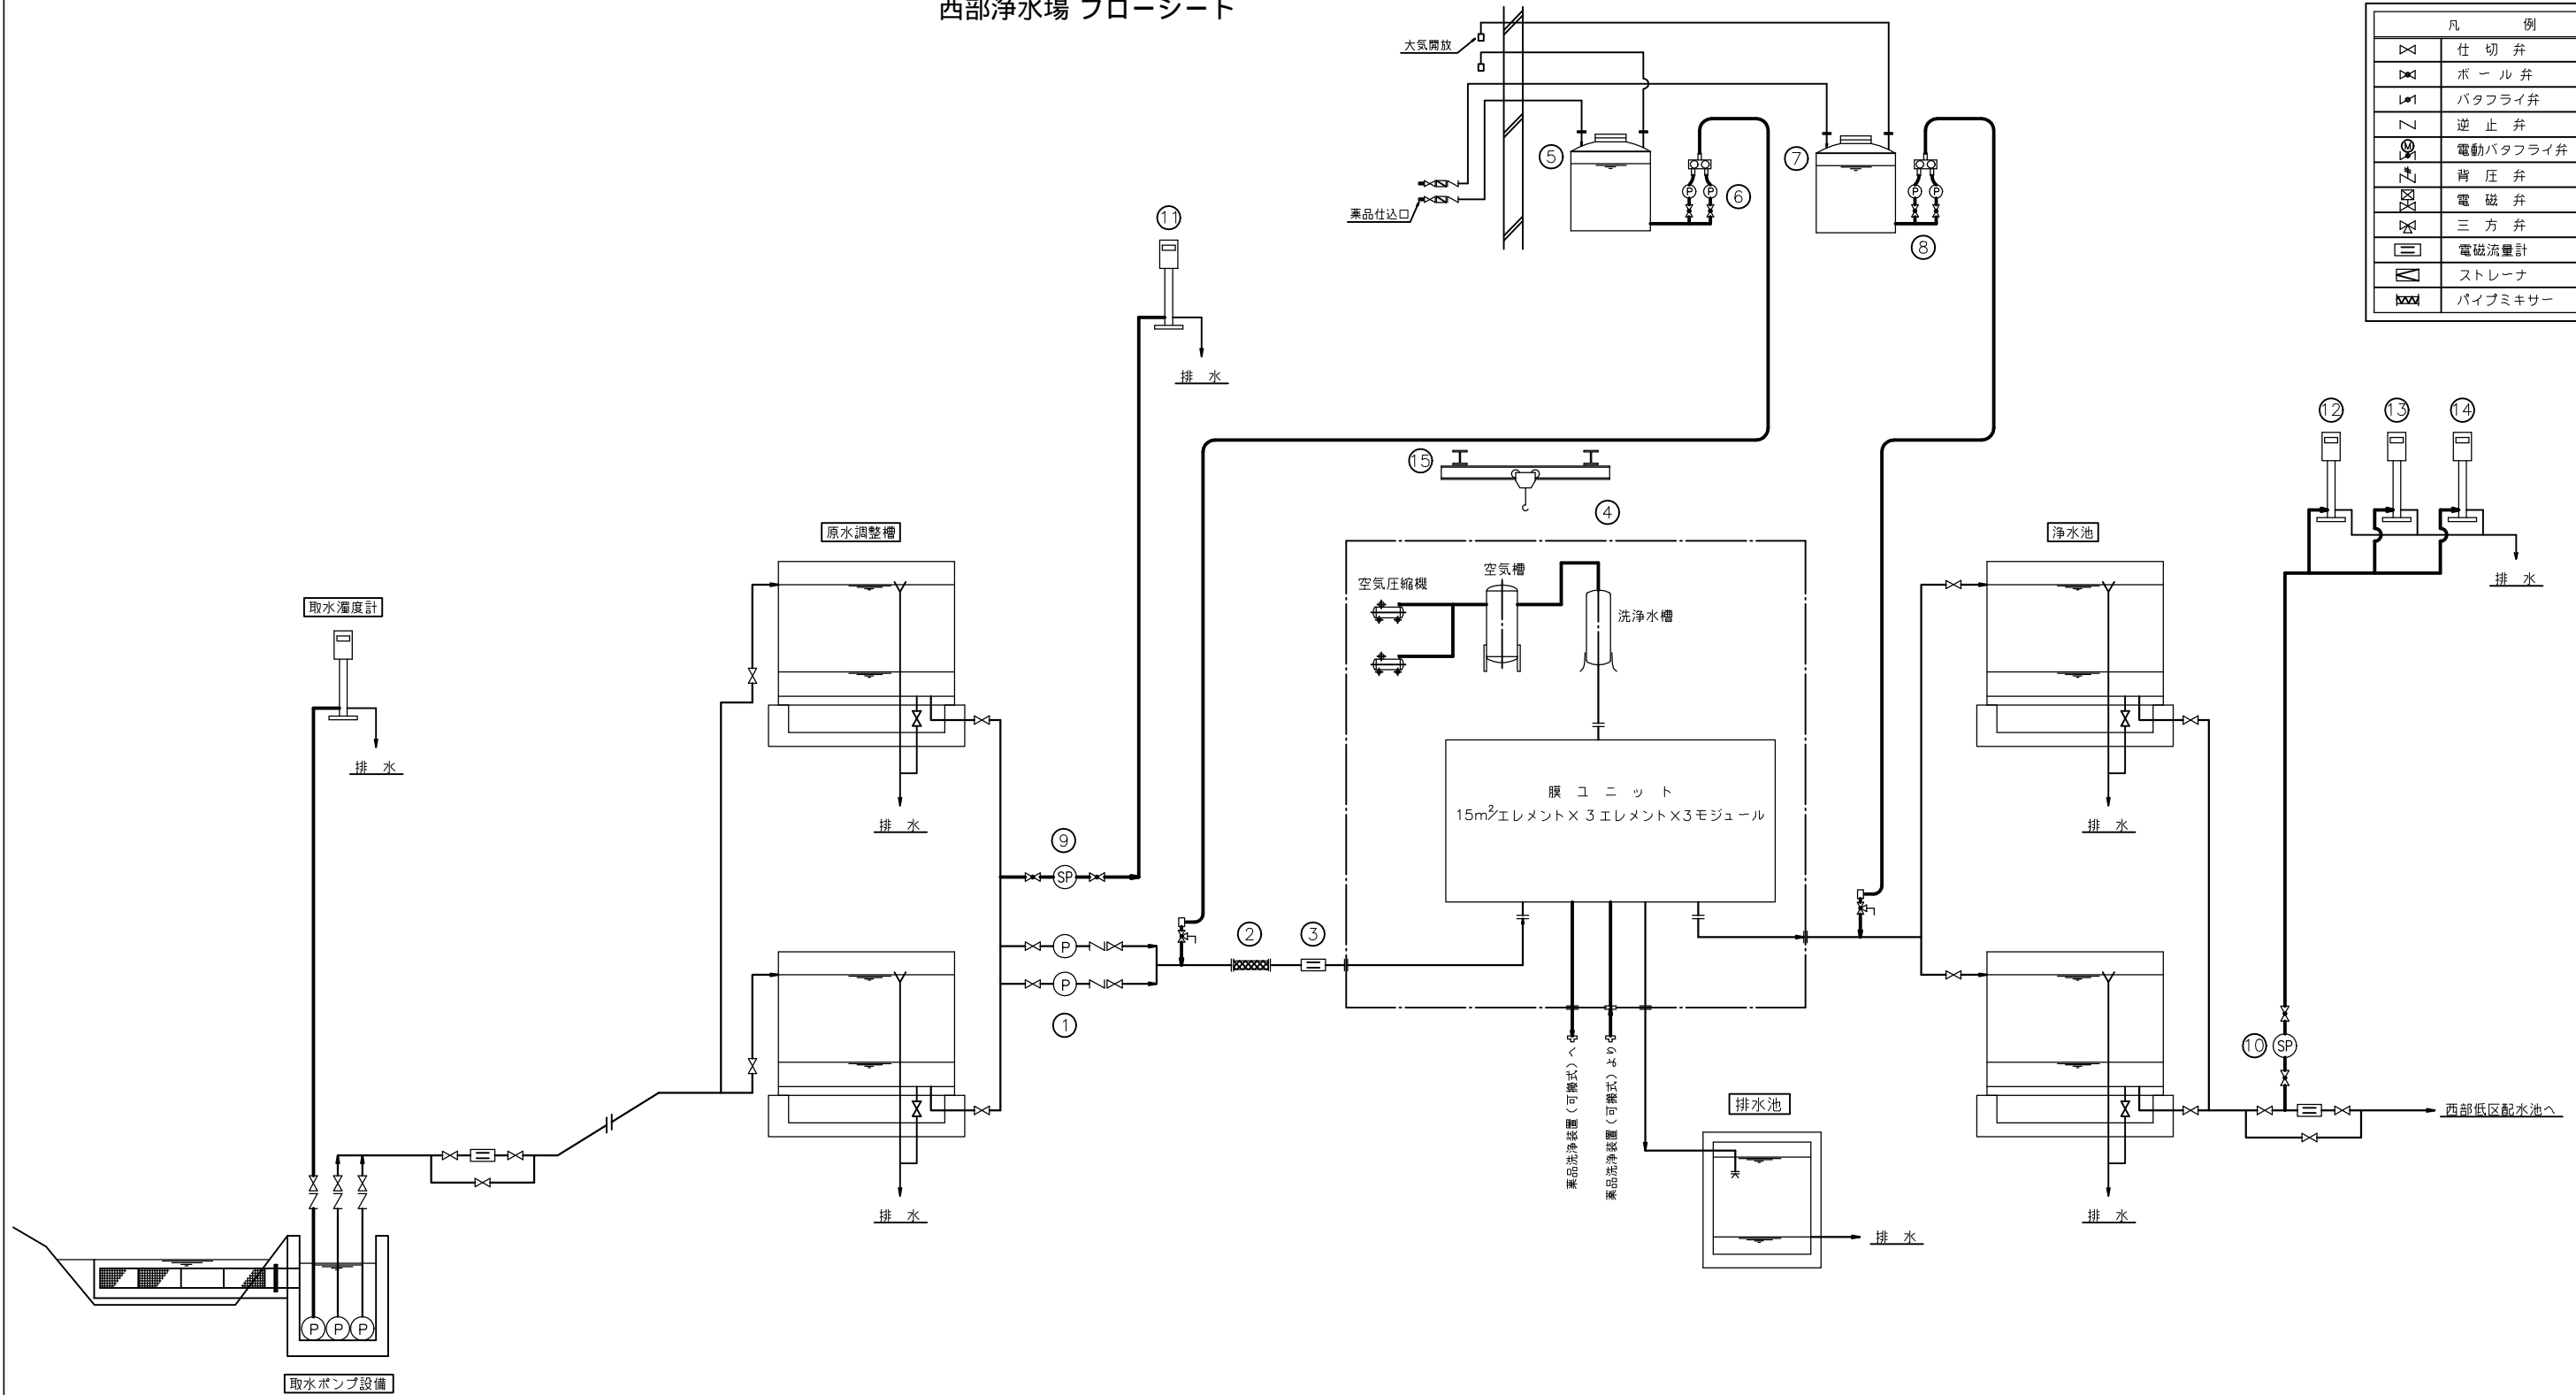 西部浄水場 フローシート
凡 例
仕 切 弁
ボ ー ル 弁
バタフライ弁
逆 止 弁
M
電動バタフライ弁
背 圧 弁
電 磁 弁
三 方 弁
電磁流量計
ストレーナ
パイプミキサー
大気開放
薬品仕込口
5
P P
6
7
P P
8
11
排 水
12
13
14
排 水
15
4
原水調整槽
浄水池
取水濁度計
排 水
空気圧縮機
空気槽
洗浄水槽
膜 ユ ニ ッ ト
15m2/エレメント× 3 エレメント×3モジュール
排 水
排 水
9
SP
P
P
1
2
3
10
SP
薬品洗浄装置(可搬式)へ
薬品洗浄装置(可搬式)より
排水池
排 水
西部低区配水池へ
排 水
排 水
P P P
取水ポンプ設備